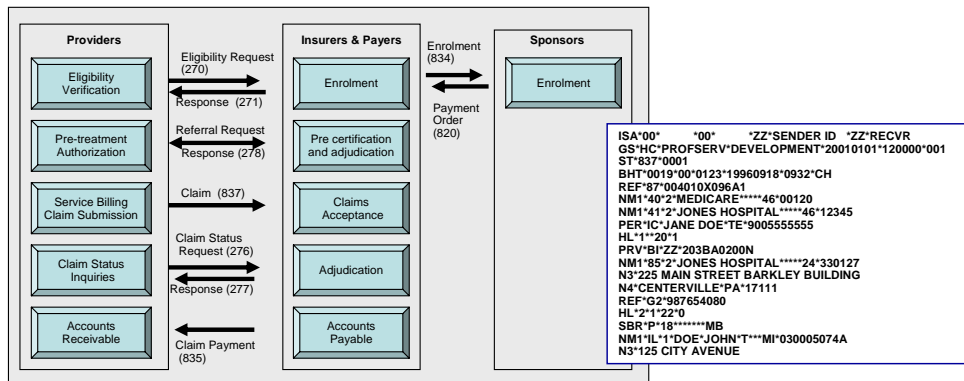 Providers
Eligibility
Verification
Pre-treatment
Authorization
Service Billing
Claim Submission
Claim Status
Inquiries
Accounts
Receivable
Eligibility Request
(270)
Response (271)
Referral Request
Response (278)
Claim (837)
Claim Status
Request (276)
Response (277)
Claim Payment
(835)
Insurers & Payers
Enrolment
Pre certification
and adjudication
Claims
Acceptance
Adjudication
Accounts
Payable
Enrolment
(834)
Payment
Order
(820)
Sponsors
Enrolment
ISA*00* *00* *ZZ*SENDER ID *ZZ*RECVR
GS*HC*PROFSERV*DEVELOPMENT*20010101*120000*001
ST*837*0001
BHT*0019*00*0123*19960918*0932*CH
REF*87*004010X096A1
NM1*40*2*MEDICARE*****46*00120
NM1*41*2*JONES HOSPITAL*****46*12345
PER*IC*JANE DOE*TE*9005555555
HL*1**20*1
PRV*BI*ZZ*203BA0200N
NM1*85*2*JONES HOSPITAL*****24*330127
N3*225 MAIN STREET BARKLEY BUILDING
N4*CENTERVILLE*PA*17111
REF*G2*987654080
HL*2*1*22*0
SBR*P*18*******MB
NM1*IL*1*DOE*JOHN*T***MI*030005074A
N3*125 CITY AVENUE